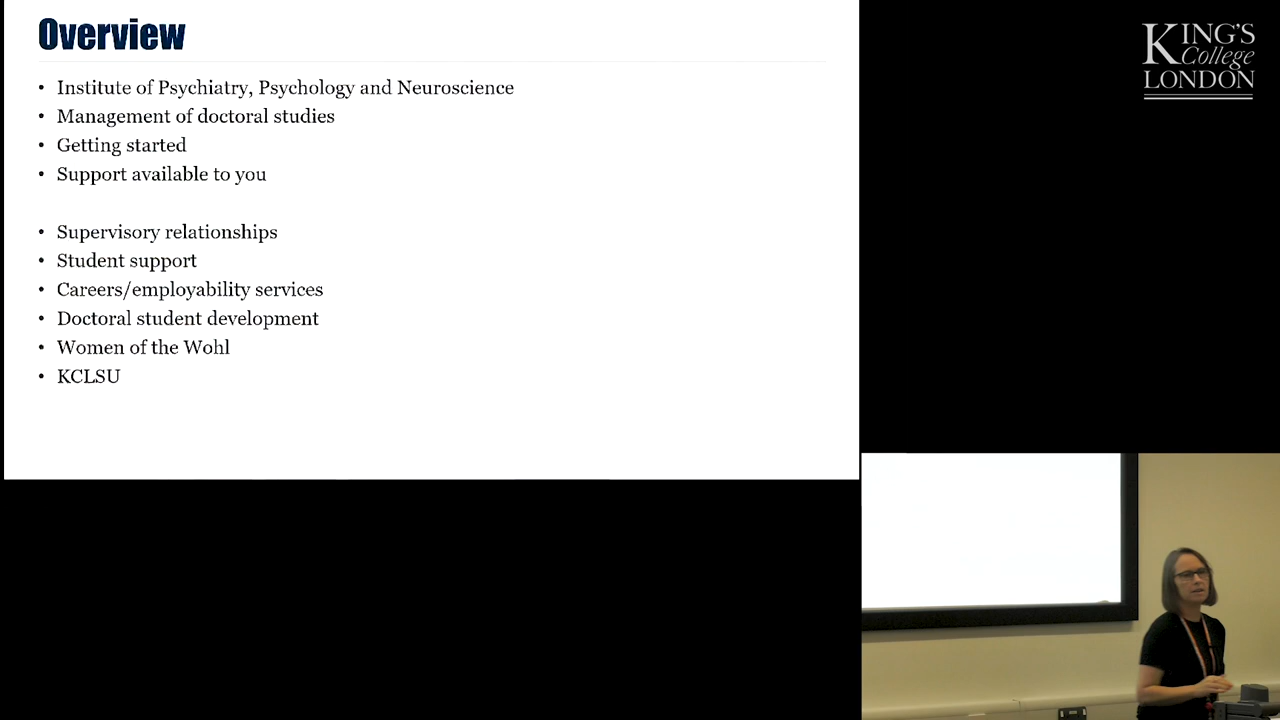 Overview
• Institute of Psychiatry, Psychology and Neuroscience
• Management of doctoral studies
• Getting started
• Support available to you
• Supervisory relationships
• Student support
• Careers/employability services
• Doctoral student development
• Women of the Wohl
• KCLSU
KING'S
College
LONDON